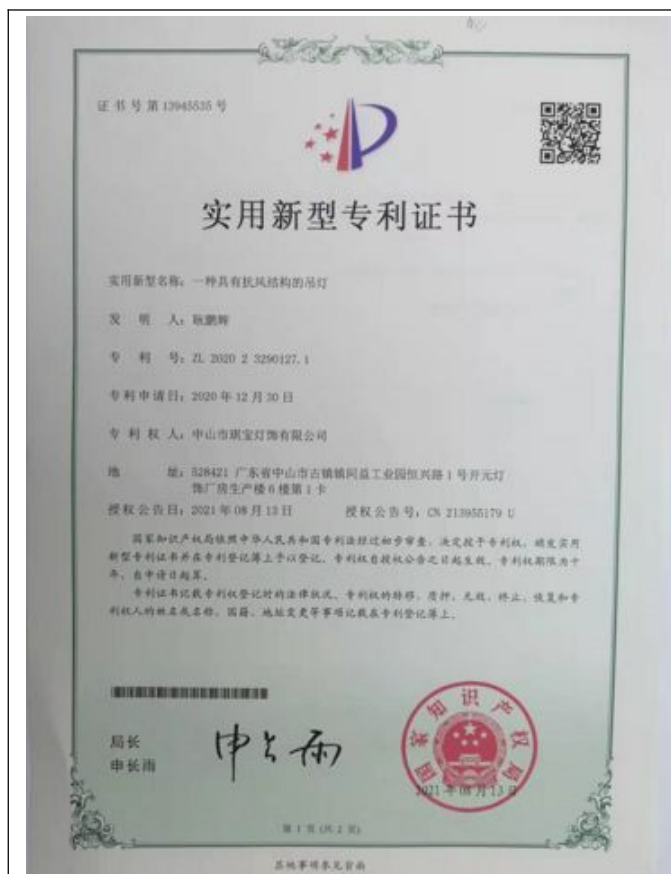 证书号第13945535号
实用新型专利证书
实用新型名称：一种具有抗风结构的吊灯
发 明 人：耿鹏辉
专 利 号：ZL 2020 2 3290127.1
专利申请日：2020年12月30日
专 利 权 人：中山市琪宝灯饰有限公司
地 址：528421 广东省中山市古镇镇同益工业园恒兴路1号开元灯
饰厂房生产楼6楼第1卡
授权公告日：2021年08月13日 授权公告号：CN 213955179 U
国家知识产权局依照中华人民共和国专利法经过初步审查，决定授予专利权，颁发实用
新型专利证书并在专利登记簿上予以登记。专利权自授权公告之日起生效。专利权期限为十
年，自申请日起算。
专利证书记载专利权登记时的法律状况。专利权的转移、质押、无效、终止、恢复和专
利权人的姓名或名称、国籍、地址变更等事项记载在专利登记簿上。
局长
申长雨
申长雨
国家知识产权局
2021年08月13日
第1页(共2页)
其他事项参见背面